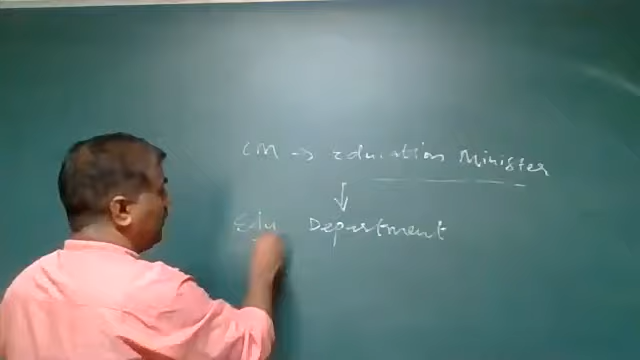 CM → Education Minister
↓
Edu Department